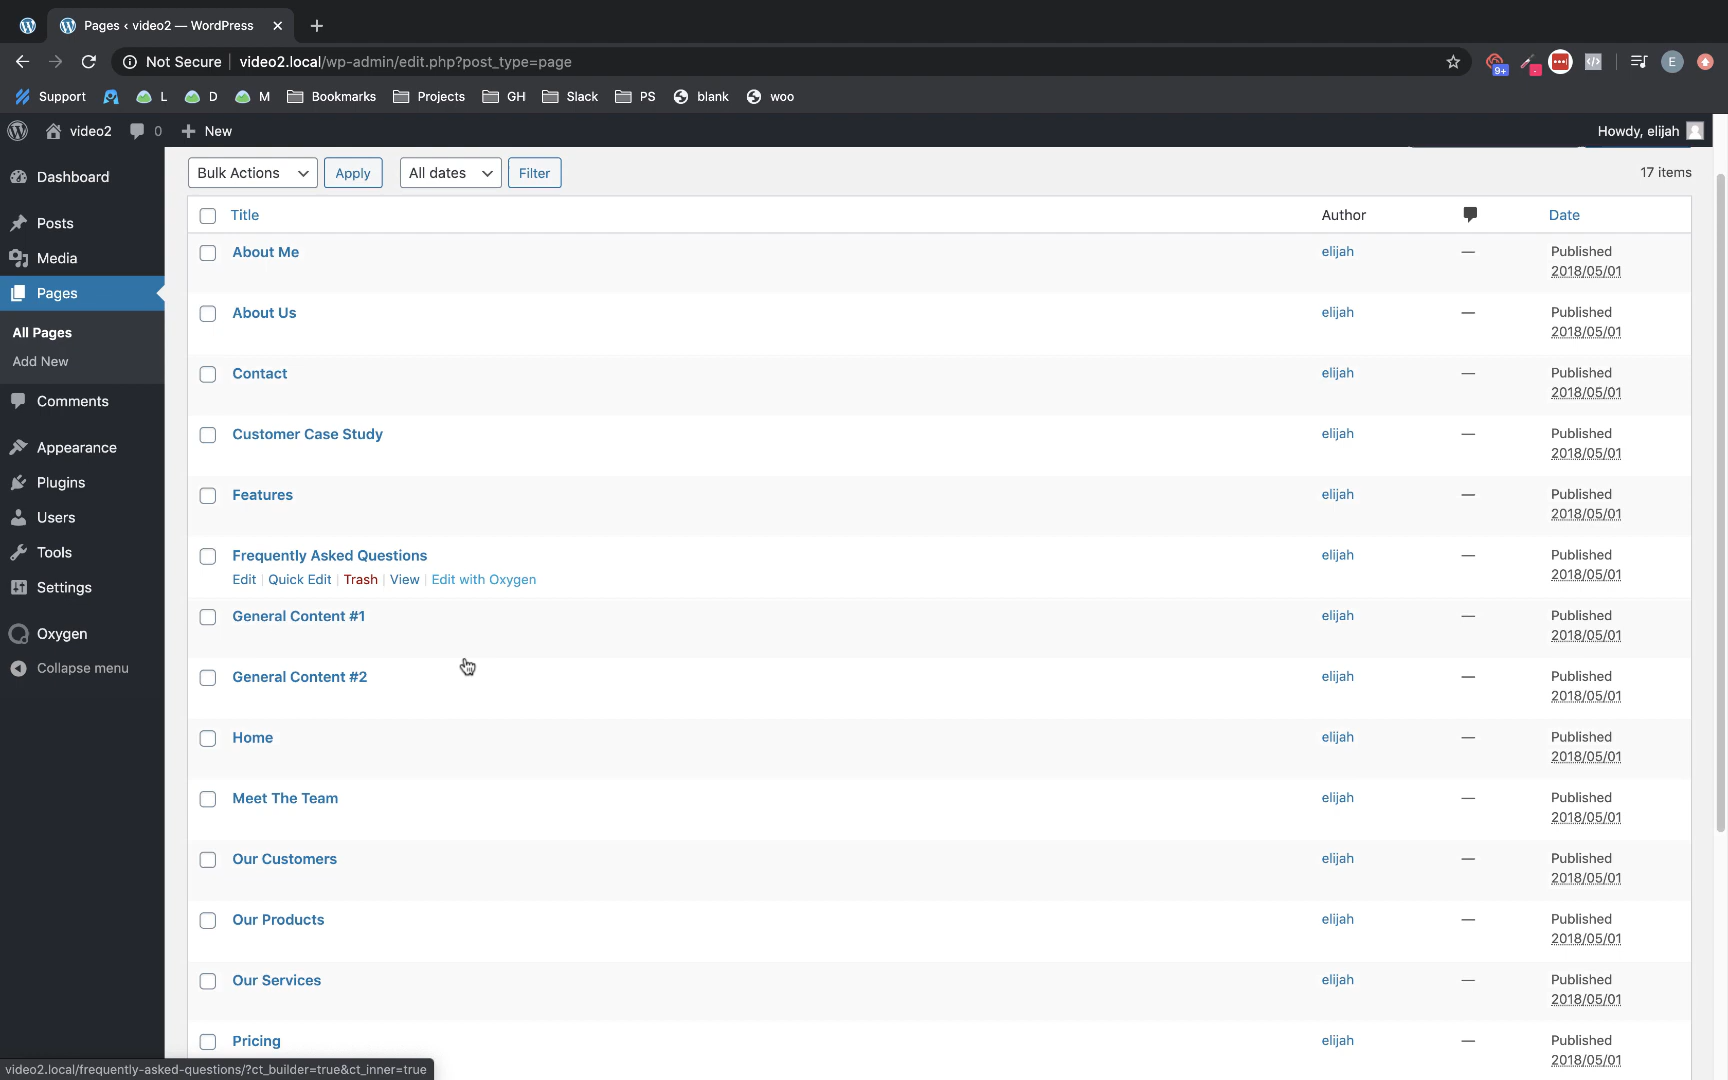 Pages < video2 — WordPress
Not Secure video2.local/wp-admin/edit.php?post_type=page
9+
E
Support L D M Bookmarks Projects GH Slack PS blank woo
video2 0 New Howdy, elijah
Dashboard
Posts
Media
Pages
All Pages
Add New
Comments
Appearance
Plugins
Users
Tools
Settings
Oxygen
Collapse menu
Bulk Actions Apply All dates Filter 17 items
Title Author Date
About Me elijah — Published
2018/05/01
About Us elijah — Published
2018/05/01
Contact elijah — Published
2018/05/01
Customer Case Study elijah — Published
2018/05/01
Features elijah — Published
2018/05/01
Frequently Asked Questions elijah — Published
Edit | Quick Edit | Trash | View | Edit with Oxygen 2018/05/01
General Content #1 elijah — Published
2018/05/01
General Content #2 elijah — Published
2018/05/01
Home elijah — Published
2018/05/01
Meet The Team elijah — Published
2018/05/01
Our Customers elijah — Published
2018/05/01
Our Products elijah — Published
2018/05/01
Our Services elijah — Published
2018/05/01
Pricing elijah — Published
2018/05/01
video2.local/frequently-asked-questions/?ct_builder=true&ct_inner=true